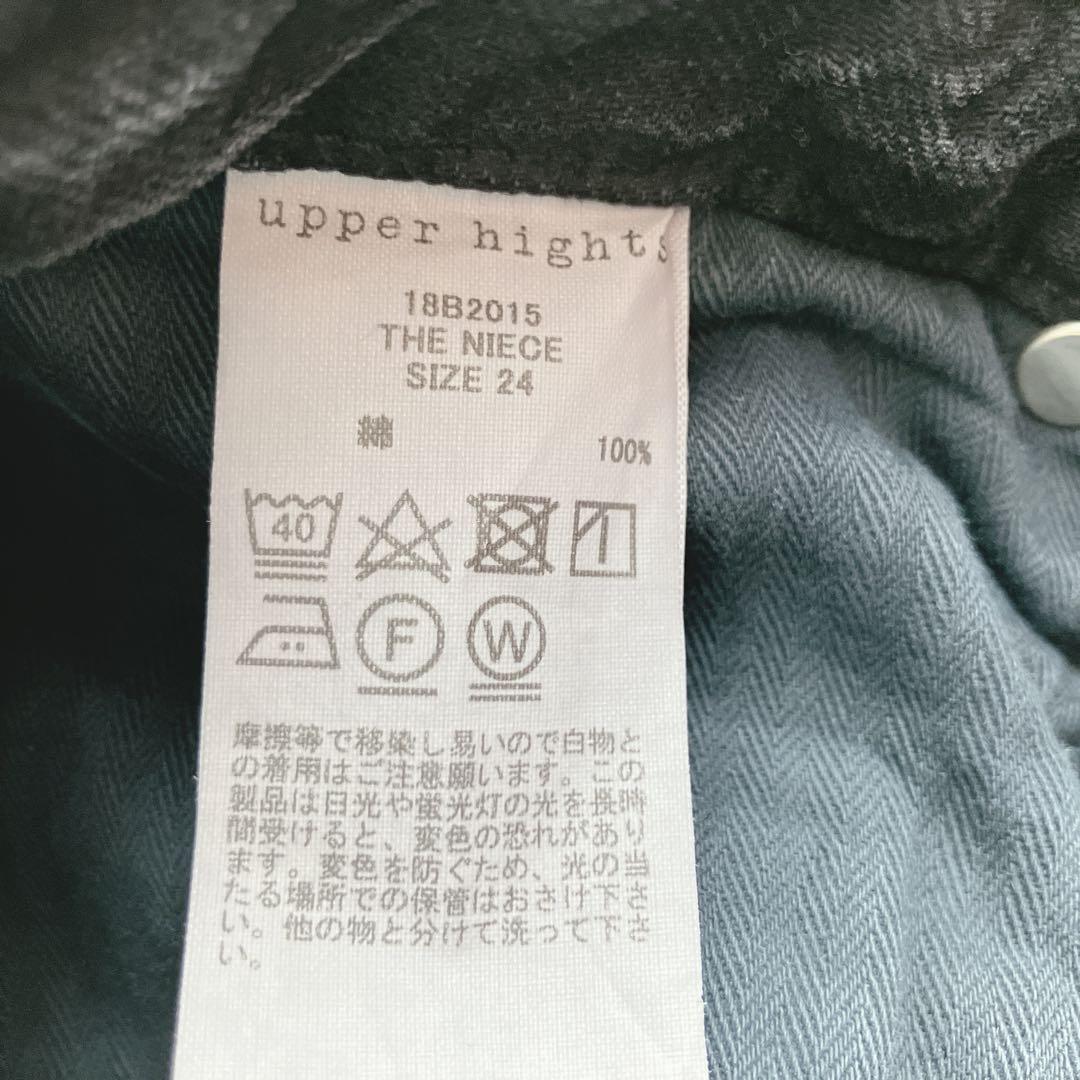 upper hights
18B2015
THE NIECE
SIZE 24
綿 100%
40
F W
摩擦等で移染し易いので白物と
の着用はご注意願います。この
製品は日光や蛍光灯の光を長時
間受けると、変色の恐れがあり
ます。変色を防ぐため、光の当
たる場所での保管はおさけ下さ
い。他の物と分けて洗って下さ
い。